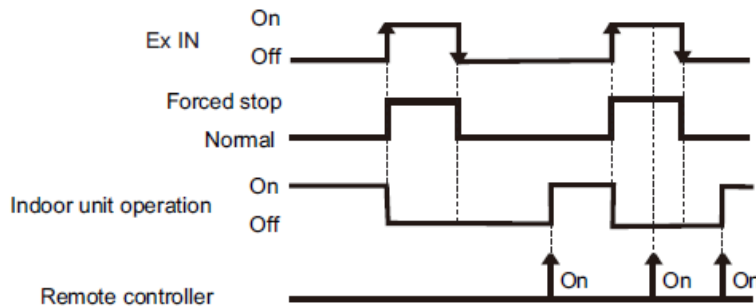 On
Ex IN
Off
Forced stop
Normal
On
Indoor unit operation
Off
On On On
Remote controller